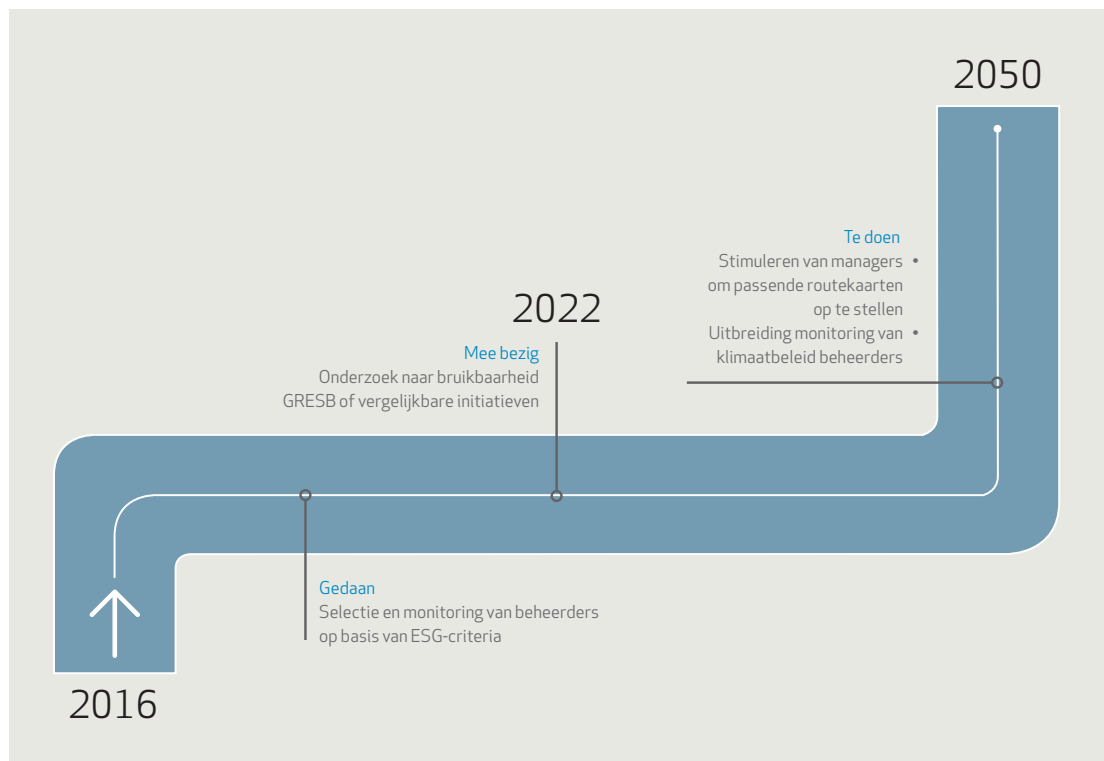 2016
Gedaan
Selectie en monitoring van beheerders
op basis van ESG-criteria
2022
Mee bezig
Onderzoek naar bruikbaarheid
GRESB of vergelijkbare initiatieven
2050
Te doen
Stimuleren van managers •
om passende routekaarten
op te stellen
Uitbreiding monitoring van •
klimaatbeleid beheerders